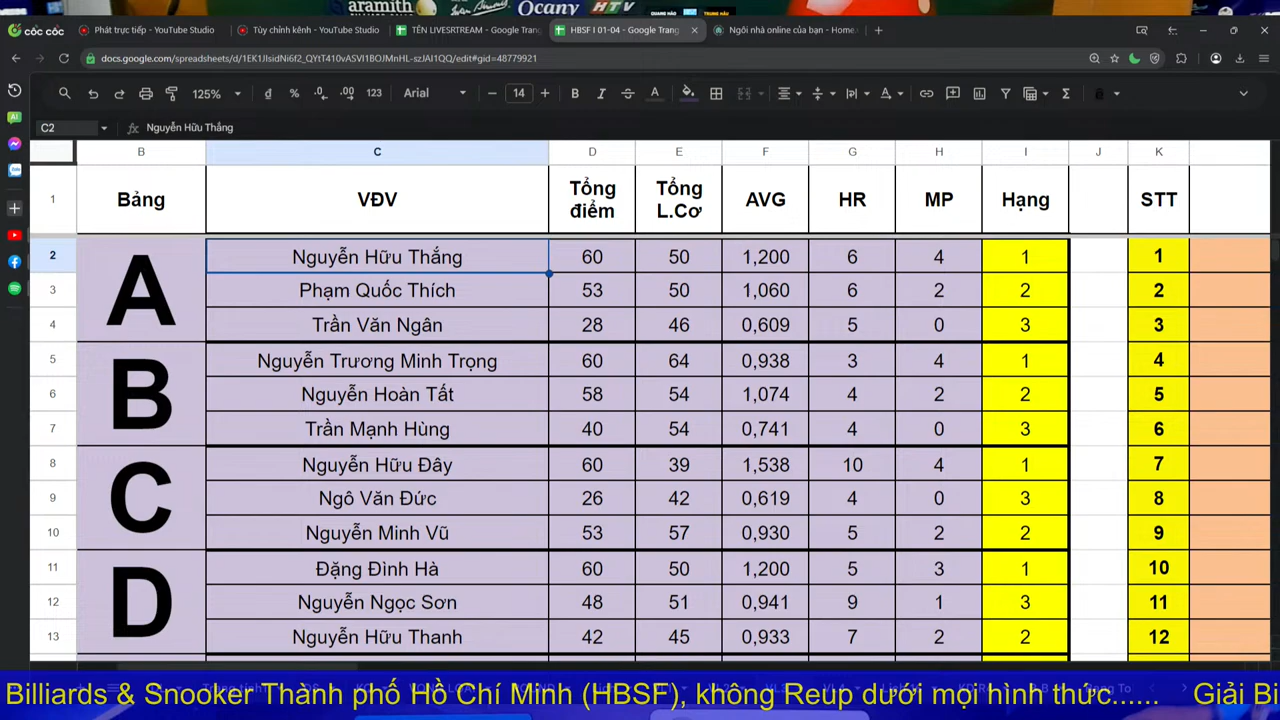 aramith Ocany HTV
cốc cốc Phát trực tiếp - YouTube Studio Tùy chỉnh kênh - YouTube Studio TÊN LIVESRTREAM - Google Trang HBSF I 01-04 - Google Trang Ngôi nhà online của bạn - Home.
125% đ % .0 .00 123 Arial 14 B I A
C2 fx Nguyễn Hữu Thắng
B C D E F G H I J K
1 Bảng VĐV Tổng điểm Tổng L.Cơ AVG HR MP Hạng STT
A
2 Nguyễn Hữu Thắng 60 50 1,200 6 4 1 1
3 Phạm Quốc Thích 53 50 1,060 6 2 2 2
4 Trần Văn Ngân 28 46 0,609 5 0 3 3
B
5 Nguyễn Trương Minh Trọng 60 64 0,938 3 4 1 4
6 Nguyễn Hoàn Tất 58 54 1,074 4 2 2 5
7 Trần Mạnh Hùng 40 54 0,741 4 0 3 6
C
8 Nguyễn Hữu Đây 60 39 1,538 10 4 1 7
9 Ngô Văn Đức 26 42 0,619 4 0 3 8
10 Nguyễn Minh Vũ 53 57 0,930 5 2 2 9
D
11 Đặng Đình Hà 60 50 1,200 5 3 1 10
12 Nguyễn Ngọc Sơn 48 51 0,941 9 1 3 11
13 Nguyễn Hữu Thanh 42 45 0,933 7 2 2 12
Billiards & Snooker Thành phố Hồ Chí Minh (HBSF), không Reup dưới mọi hình thức...... Giải Bi